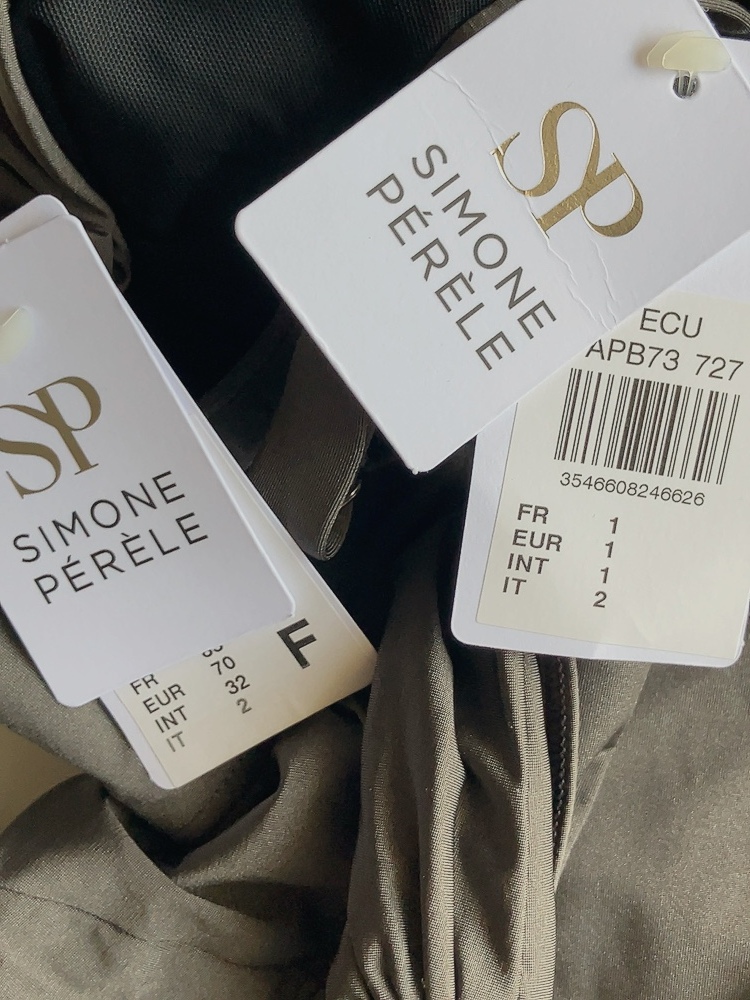 SP
SIMONE
PÉRÈLE
ECU
APB73 727
3546608246626
FR 1
EUR 1
INT 1
IT 2
SP
SIMONE
PÉRÈLE
F
FR
EUR 70
INT 32
IT 2